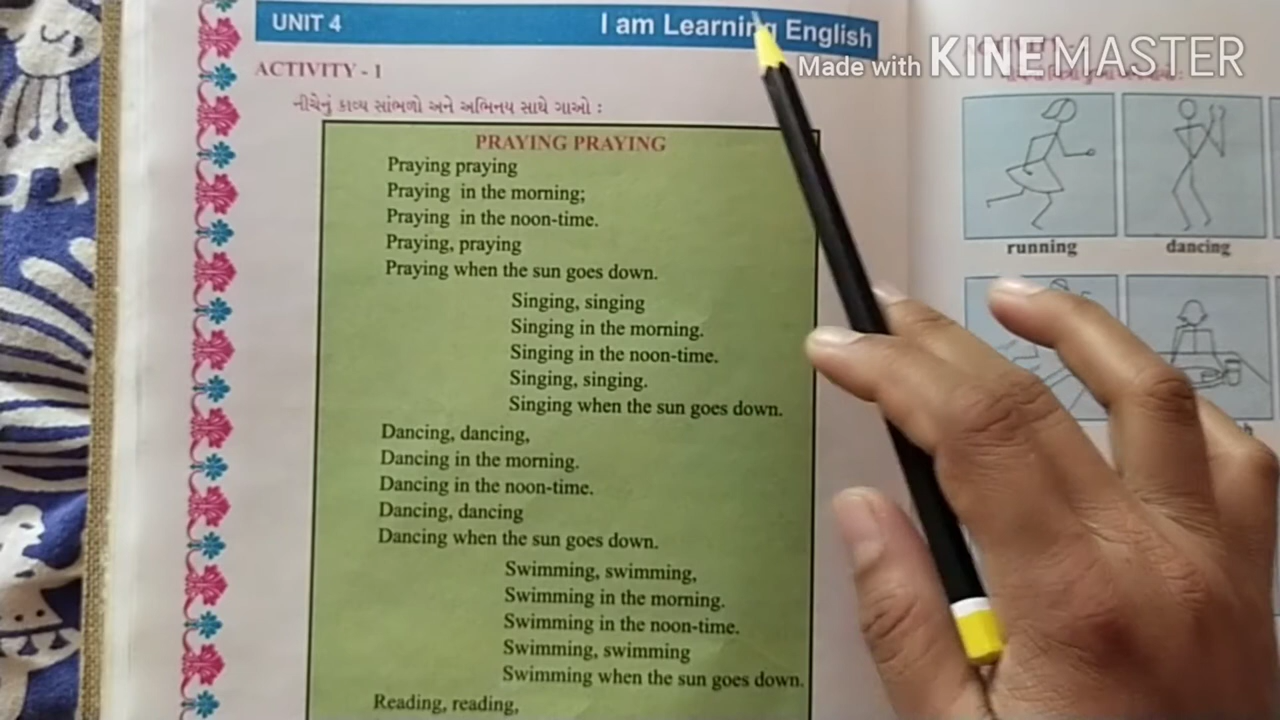 UNIT 4
I am Learning English
Made with KINEMASTER
ACTIVITY - 1
નીચેનું કાવ્ય સાંભળો અને અભિનય સાથે ગાઓ :
PRAYING PRAYING
Praying praying
Praying in the morning;
Praying in the noon-time.
Praying, praying
Praying when the sun goes down.
Singing, singing
Singing in the morning.
Singing in the noon-time.
Singing, singing.
Singing when the sun goes down.
Dancing, dancing,
Dancing in the morning.
Dancing in the noon-time.
Dancing, dancing
Dancing when the sun goes down.
Swimming, swimming,
Swimming in the morning.
Swimming in the noon-time.
Swimming, swimming
Swimming when the sun goes down.
Reading, reading,
running
dancing